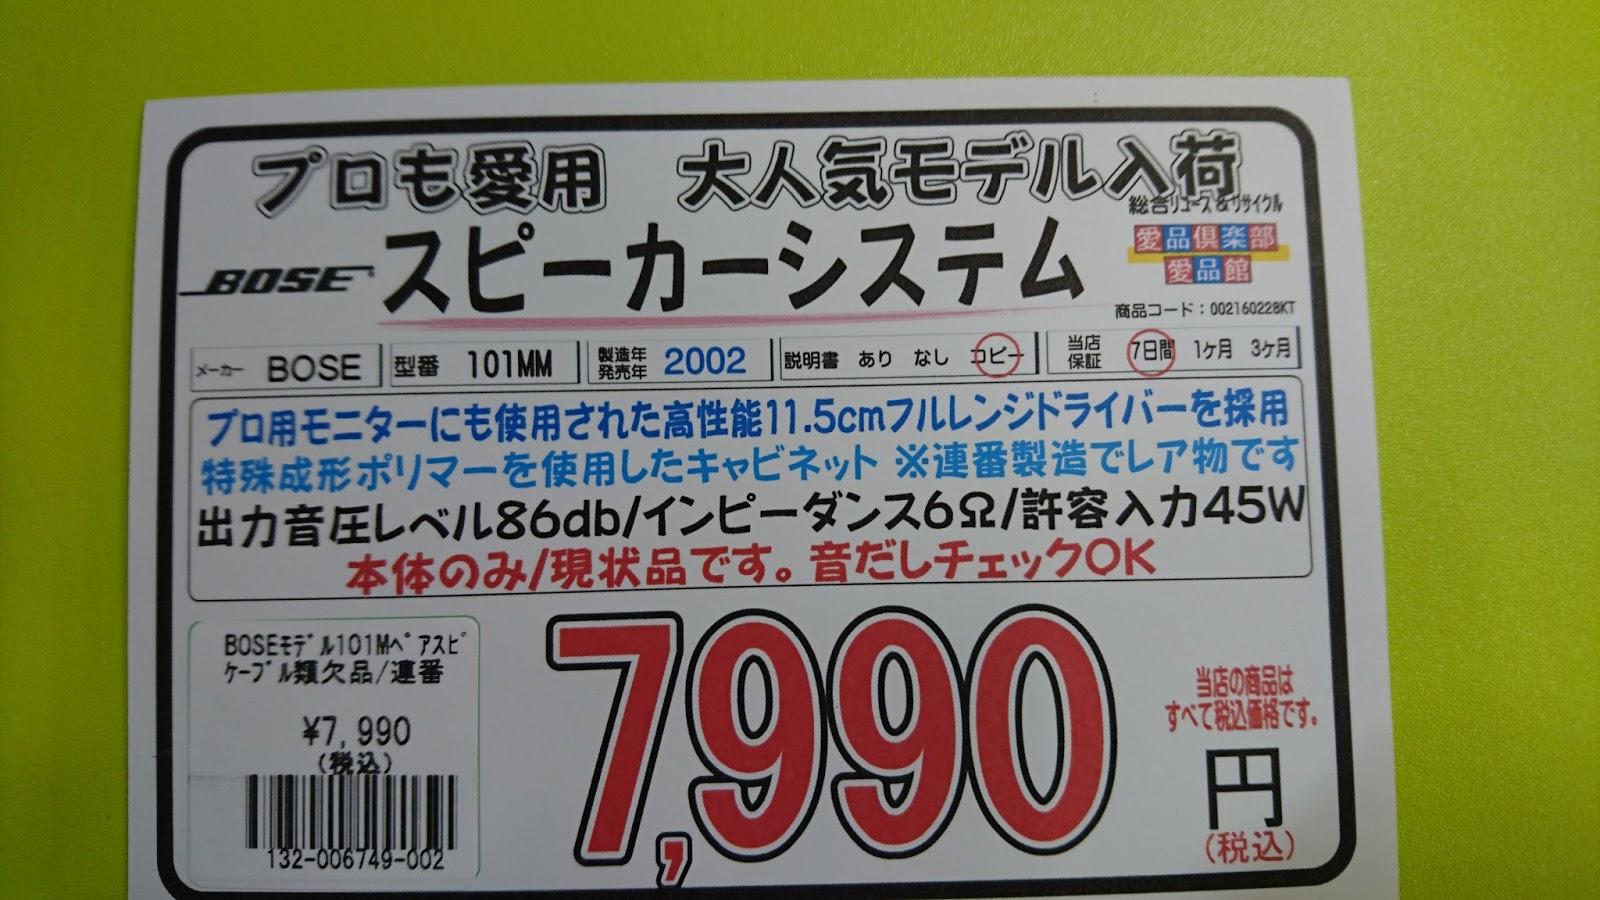 プロも愛用 大人気モデル入荷
総合リユース&リサイクル
愛品倶楽部
愛品館
BOSE スピーカーシステム
商品コード：002160228KT
メーカー BOSE 型番 101MM 製造年 発売年 2002 説明書 あり なし コピー 当店 保証 7日間 1ヶ月 3ヶ月
プロ用モニターにも使用された高性能11.5cmフルレンジドライバーを採用
特殊成形ポリマーを使用したキャビネット ※連番製造でレア物です
出力音圧レベル86db/インピーダンス6Ω/許容入力45W
本体のみ/現状品です。音だしチェックOK
BOSEﾓﾃﾞﾙ101Mﾍﾟｱｽﾋﾟ
ｹｰﾌﾞﾙ類欠品/連番
¥7,990
(税込)
132-006749-002
7,990
当店の商品は
すべて税込価格です。
円
(税込)